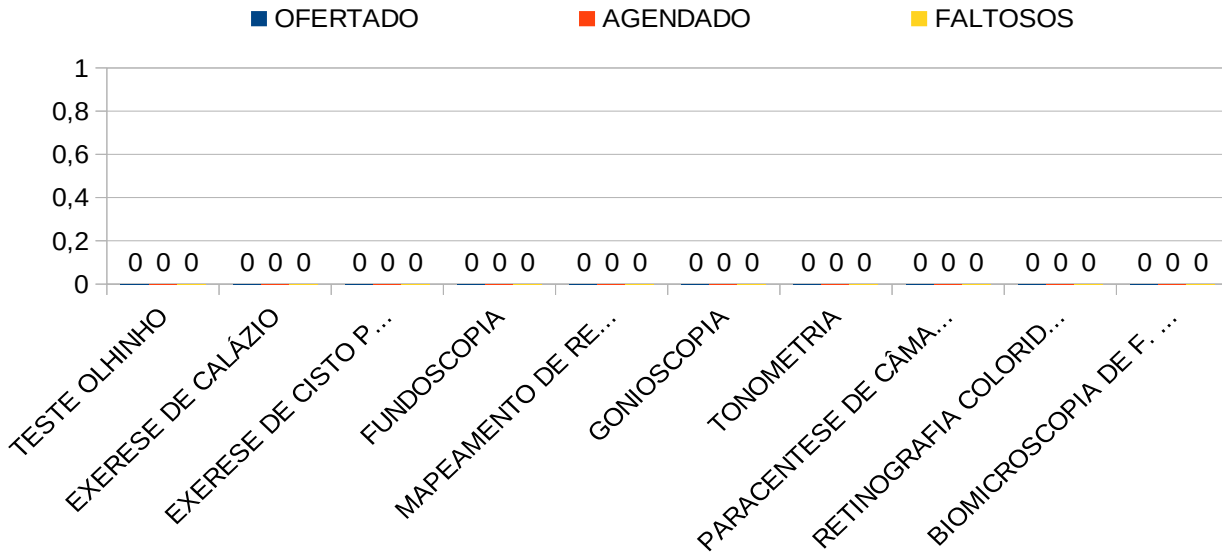 OFERTADO AGENDADO FALTOSOS
1
0,8
0,6
0,4
0,2
0
0 0 0 0 0 0 0 0 0 0 0 0 0 0 0 0 0 0 0 0 0 0 0 0 0 0 0 0 0 0
TESTE OLHINHO
EXERESE DE CALÁZIO
EXERESE DE CISTO P...
FUNDOSCOPIA
MAPEAMENTO DE RE...
GONIOSCOPIA
TONOMETRIA
PARACENTESE DE CÂMA...
RETINOGRAFIA COLORID...
BIOMICROSCOPIA DE F. ...